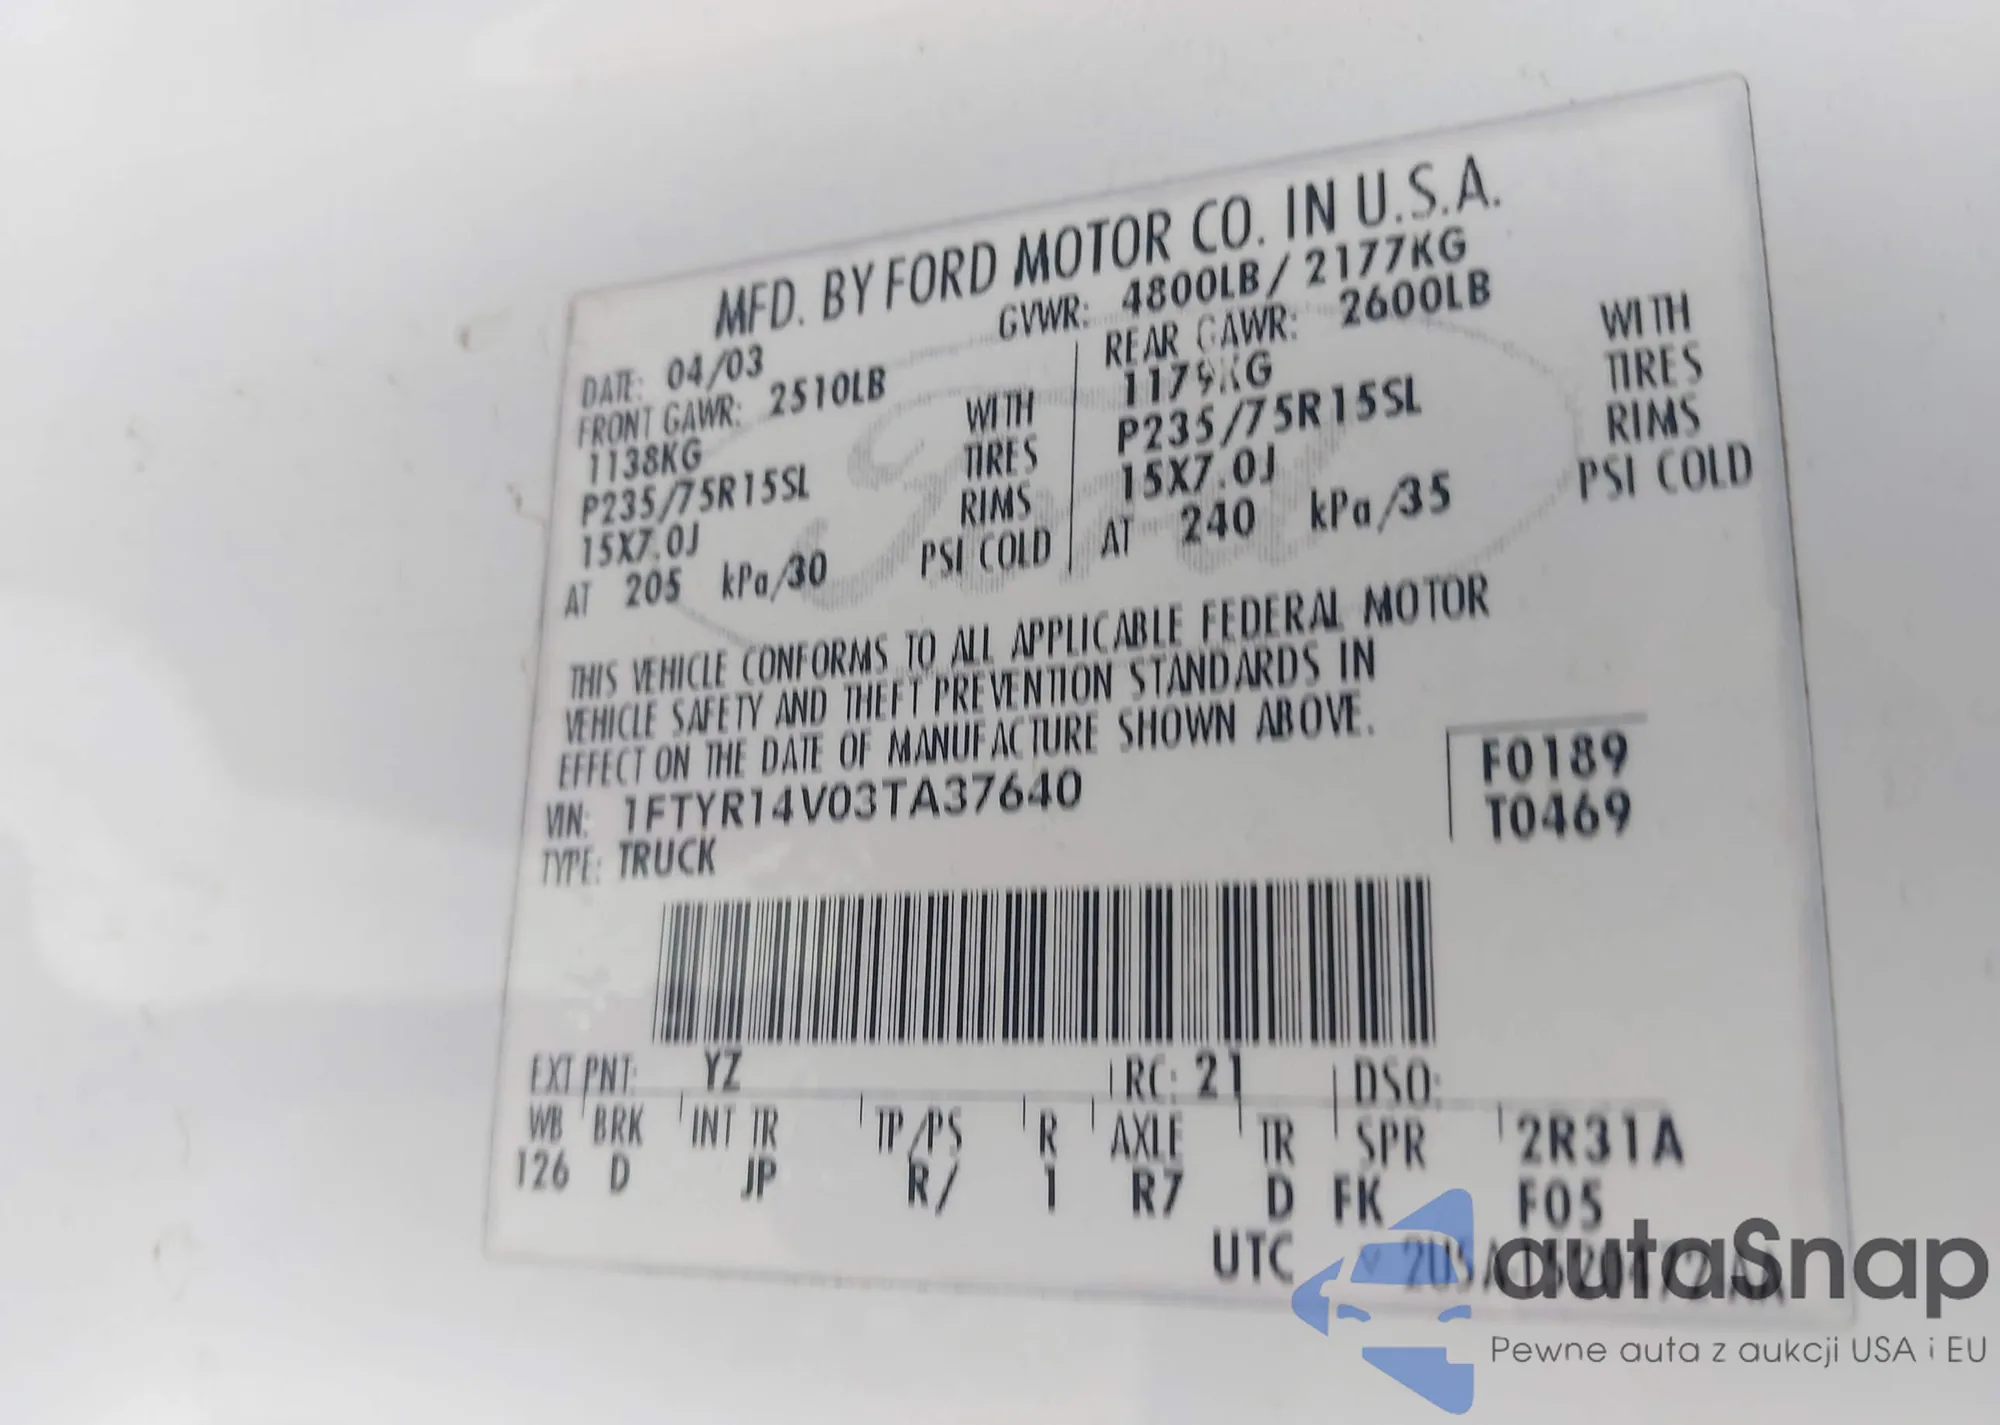 MFD. BY FORD MOTOR CO. IN U.S.A.
DATE: 04/03 GVWR: 4800LB / 2177KG
FRONT GAWR: 2510LB REAR GAWR: 2600LB
1138KG WITH 1179KG WITH
P235/75R15SL TIRES P235/75R15SL TIRES
15X7.0J RIMS 15X7.0J RIMS
AT 205 kPa/30 PSI COLD AT 240 kPa/35 PSI COLD
THIS VEHICLE CONFORMS TO ALL APPLICABLE FEDERAL MOTOR
VEHICLE SAFETY AND THEFT PREVENTION STANDARDS IN
EFFECT ON THE DATE OF MANUFACTURE SHOWN ABOVE.
VIN: 1FTYR14V03TA37640 F0189
TYPE: TRUCK T0469
EXT PNT: YZ RC: 21 DSO:
WB BRK INT TR TP/PS R AXLE TR SPR 2R31A
126 D JP R/ 1 R7 D FK F05
UTC
Ford
autaSnap
Pewne auta z aukcji USA i EU